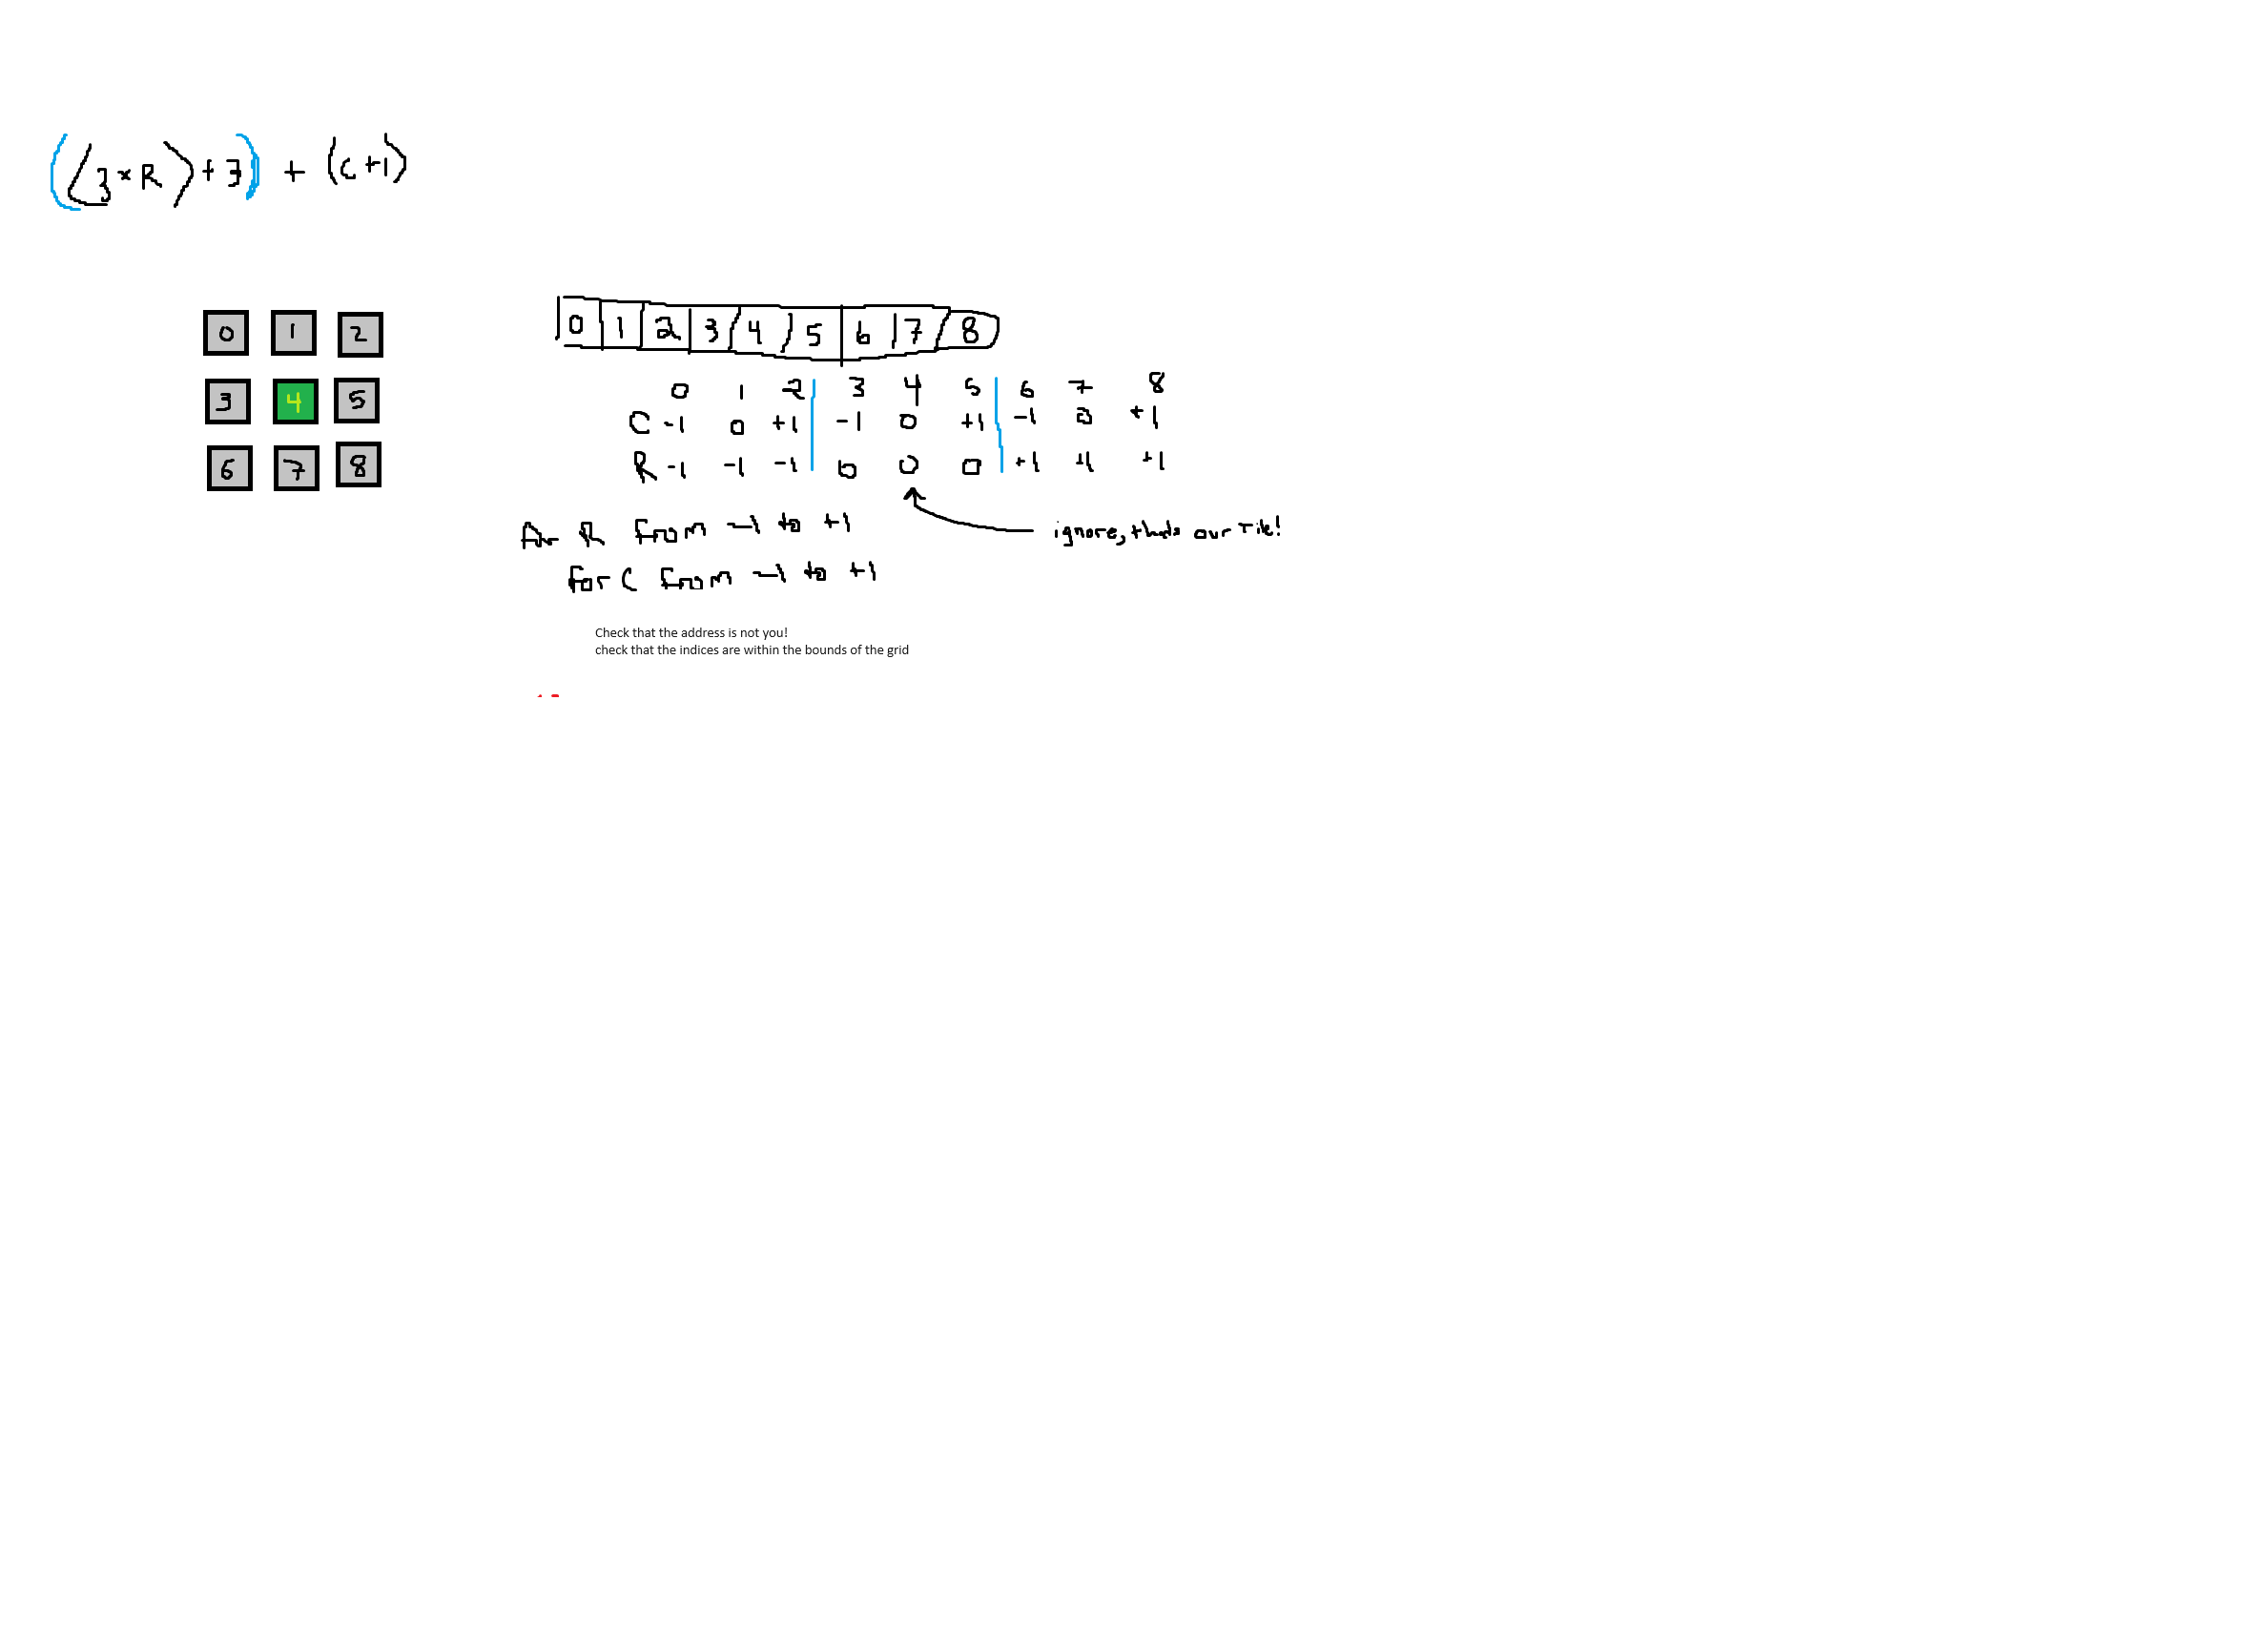 ((3×R)+3) + (C+1)
0 1 2
3 4 5
6 7 8
0 1 2 3 4 5 6 7 8
0 1 2 3 4 5 6 7 8
C -1 0 +1 -1 0 +1 -1 0 +1
R -1 -1 -1 0 0 0 +1 +1 +1
For R from -1 to +1
ignore, thats our Tile!
for C from -1 to +1
Check that the address is not you!
check that the indices are within the bounds of the grid